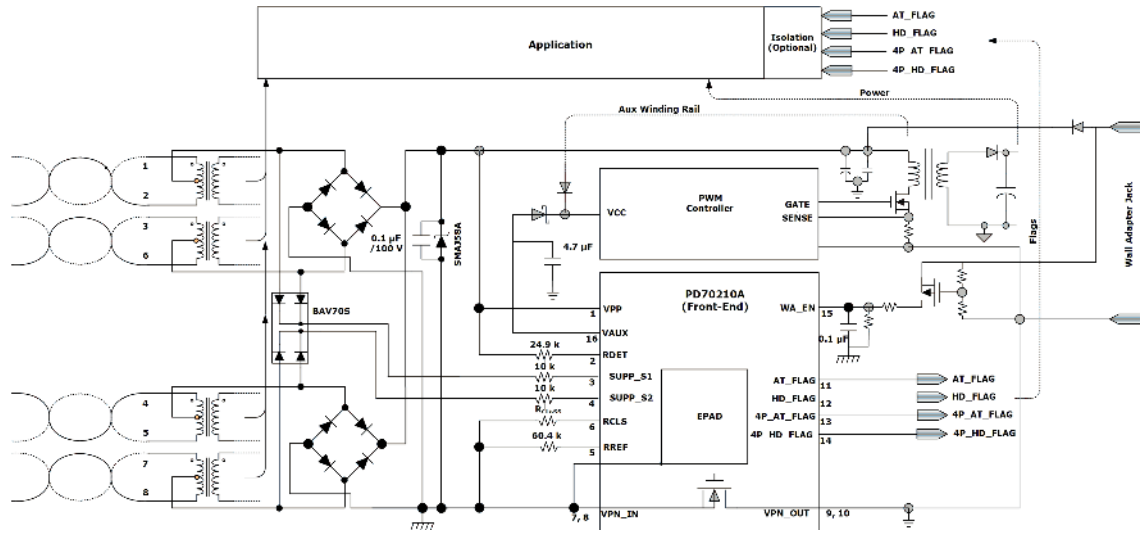 AT_FLAG
Application
Isolation
(Optional)
HD_FLAG
4P_AT_FLAG
4P_HD_FLAG
Power
Aux Winding Rail
1
2
3
6
0.1 µF
/100 V
SMAJ58A
4.7 µF
VCC
PWM
Controller
GATE
SENSE
Flags
Wall Adapter Jack
BAV70S
PD70210A
(Front-End)
VPP
1
VAUX
16
WA_EN
15
0.1 µF
24.9 k
RDET
2
10 k
SUPP_S1
3
10 k
SUPP_S2
4
RCLS
6
60.4 k
RREF
5
EPAD
AT_FLAG
11
AT_FLAG
HD_FLAG
12
HD_FLAG
4P_AT_FLAG
13
4P_AT_FLAG
4P_HD_FLAG
14
4P_HD_FLAG
4
5
7
8
7, 8
VPN_IN
VPN_OUT
9, 10